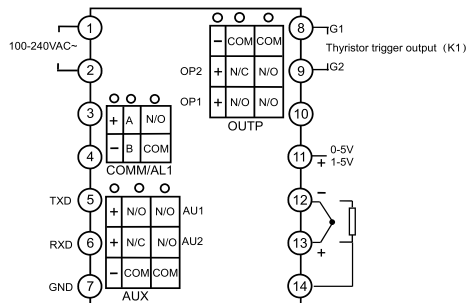 1
100-240VAC~
2
3
4
TXD 5
RXD 6
GND 7
− COM COM
OP2 + N/C N/O
OP1 + N/O N/O
OUTP
+ A N/O
− B COM
COMM/AL1
+ N/O N/O AU1
+ N/C N/O AU2
− COM COM
AUX
8 G1
Thyristor trigger output (K1)
9 G2
10
11 0-5V
+ 1-5V
12 −
13 +
14